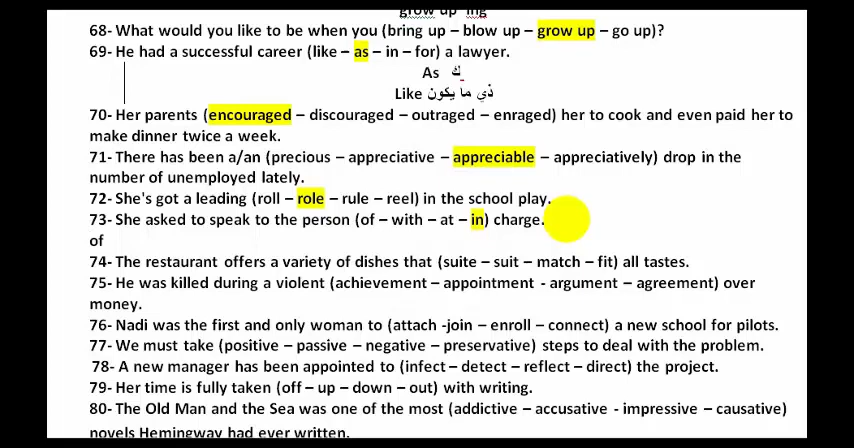 grow up ing
68- What would you like to be when you (bring up – blow up – grow up – go up)?
69- He had a successful career (like – as – in – for) a lawyer.
As ك
Like ذي ما يكون
70- Her parents (encouraged – discouraged – outraged – enraged) her to cook and even paid her to
make dinner twice a week.
71- There has been a/an (precious – appreciative – appreciable – appreciatively) drop in the
number of unemployed lately.
72- She's got a leading (roll – role – rule – reel) in the school play.
73- She asked to speak to the person (of – with – at – in) charge.
of
74- The restaurant offers a variety of dishes that (suite – suit – match – fit) all tastes.
75- He was killed during a violent (achievement – appointment - argument – agreement) over
money.
76- Nadi was the first and only woman to (attach -join – enroll – connect) a new school for pilots.
77- We must take (positive – passive – negative – preservative) steps to deal with the problem.
78- A new manager has been appointed to (infect – detect – reflect – direct) the project.
79- Her time is fully taken (off – up – down – out) with writing.
80- The Old Man and the Sea was one of the most (addictive – accusative - impressive – causative)
novels Hemingway had ever written.